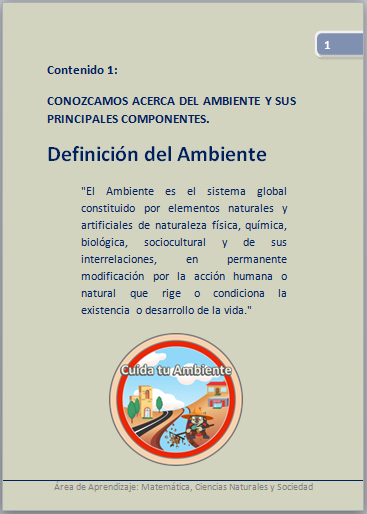 1
Contenido 1:
CONOZCAMOS ACERCA DEL AMBIENTE Y SUS
PRINCIPALES COMPONENTES.
Definición del Ambiente
"El Ambiente es el sistema global
constituido por elementos naturales y
artificiales de naturaleza física, química,
biológica, sociocultural y de sus
interrelaciones, en permanente
modificación por la acción humana o
natural que rige o condiciona la
existencia o desarrollo de la vida."
Cuida tu Ambiente
Área de Aprendizaje: Matemática, Ciencias Naturales y Sociedad